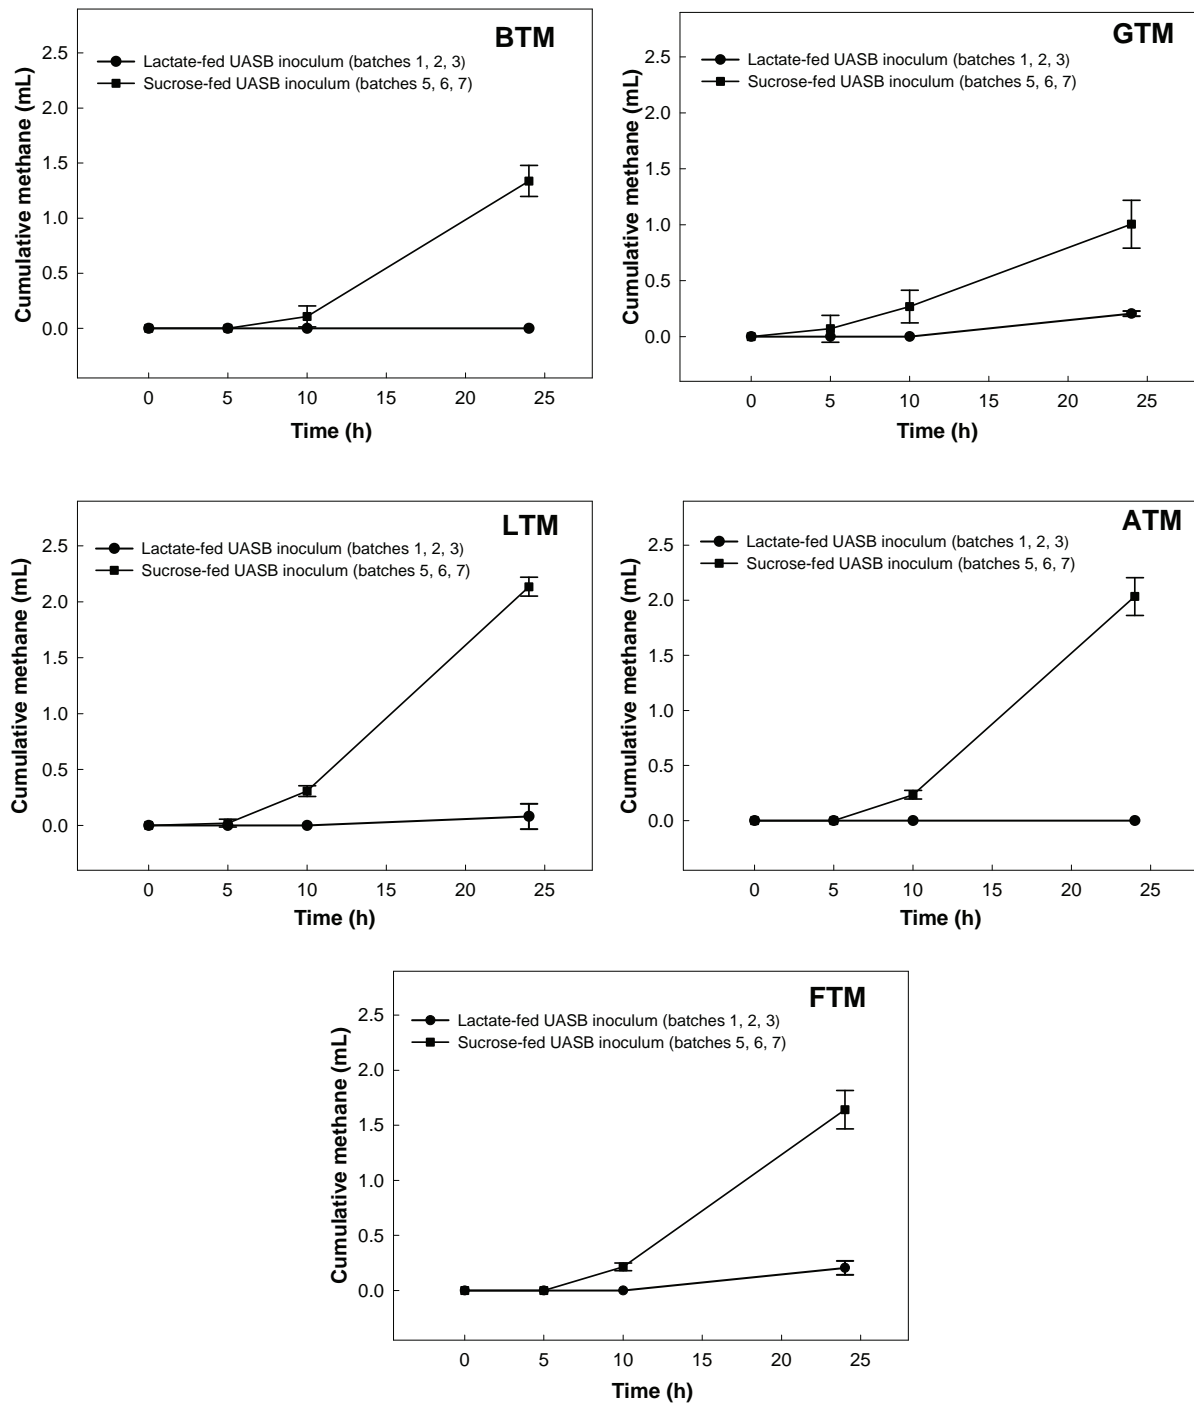 BTM
Lactate-fed UASB inoculum (batches 1, 2, 3)
Sucrose-fed UASB inoculum (batches 5, 6, 7)
Cumulative methane (mL)
2.5
2.0
1.5
1.0
0.5
0.0
0 5 10 15 20 25
Time (h)
GTM
Lactate-fed UASB inoculum (batches 1, 2, 3)
Sucrose-fed UASB inoculum (batches 5, 6, 7)
Cumulative methane (mL)
2.5
2.0
1.5
1.0
0.5
0.0
0 5 10 15 20 25
Time (h)
LTM
Lactate-fed UASB inoculum (batches 1, 2, 3)
Sucrose-fed UASB inoculum (batches 5, 6, 7)
Cumulative methane (mL)
2.5
2.0
1.5
1.0
0.5
0.0
0 5 10 15 20 25
Time (h)
ATM
Lactate-fed UASB inoculum (batches 1, 2, 3)
Sucrose-fed UASB inoculum (batches 5, 6, 7)
Cumulative methane (mL)
2.5
2.0
1.5
1.0
0.5
0.0
0 5 10 15 20 25
Time (h)
FTM
Lactate-fed UASB inoculum (batches 1, 2, 3)
Sucrose-fed UASB inoculum (batches 5, 6, 7)
Cumulative methane (mL)
2.5
2.0
1.5
1.0
0.5
0.0
0 5 10 15 20 25
Time (h)